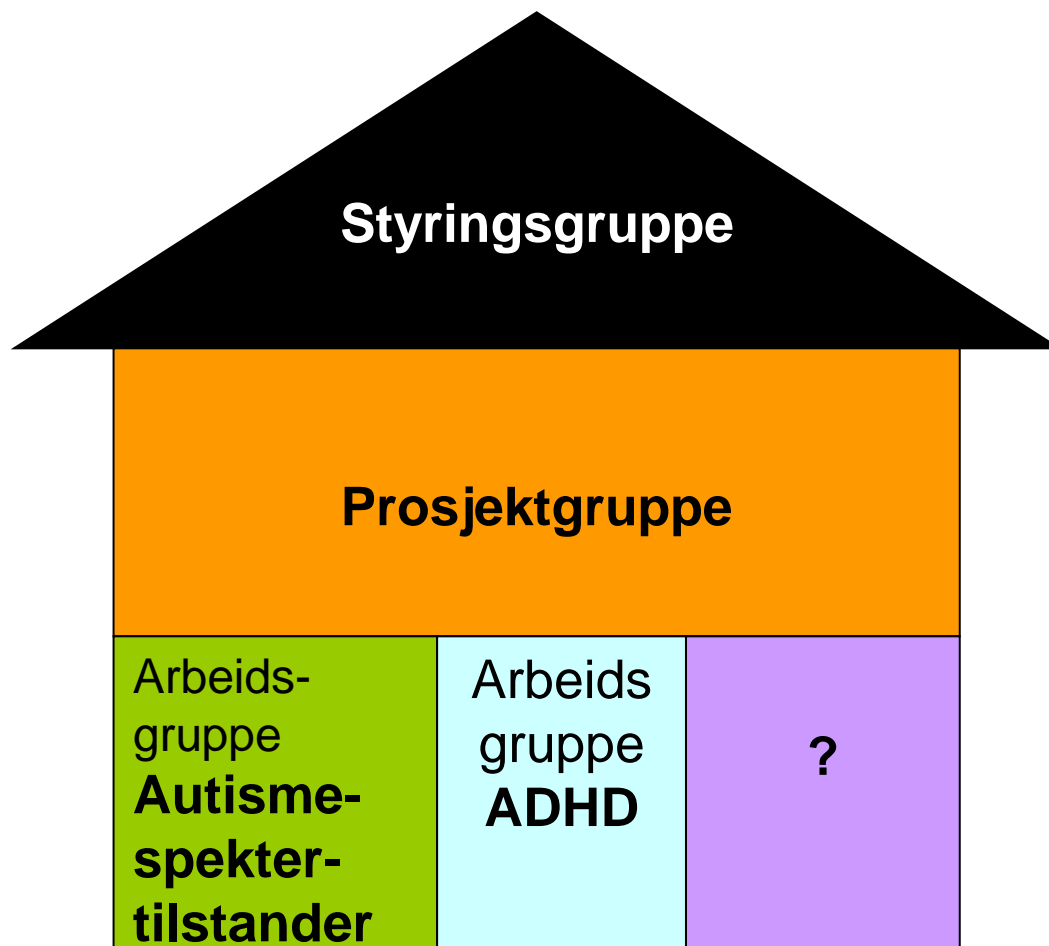 Styringsgruppe
Prosjektgruppe
Arbeids-
gruppe
Autisme-
spekter-
tilstander
Arbeids
gruppe
ADHD
?